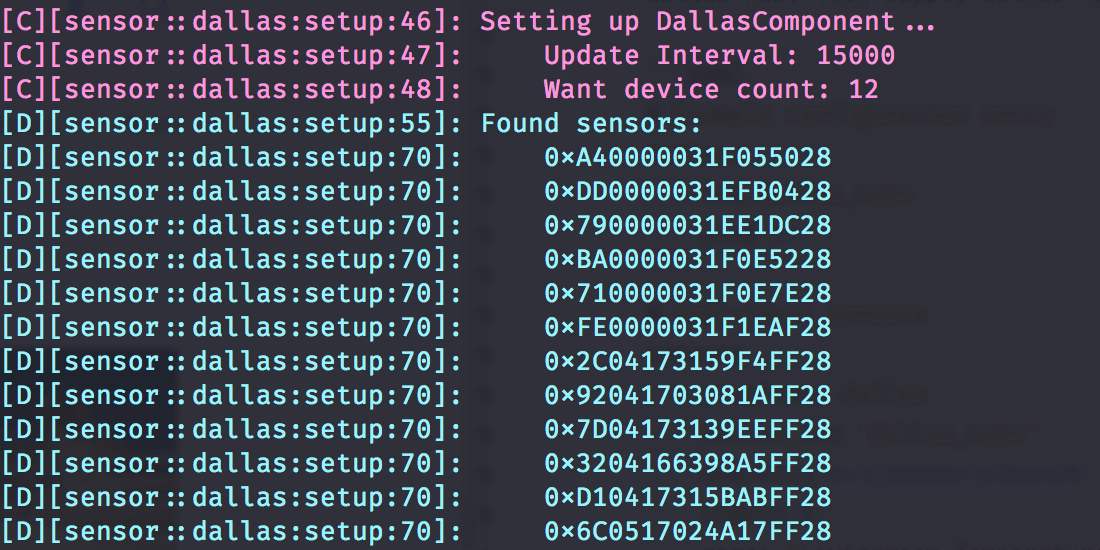 [C][sensor::dallas:setup:46]: Setting up DallasComponent...
[C][sensor::dallas:setup:47]:     Update Interval: 15000
[C][sensor::dallas:setup:48]:     Want device count: 12
[D][sensor::dallas:setup:55]: Found sensors:
[D][sensor::dallas:setup:70]:     0xA40000031F055028
[D][sensor::dallas:setup:70]:     0xDD0000031EFB0428
[D][sensor::dallas:setup:70]:     0x790000031EE1DC28
[D][sensor::dallas:setup:70]:     0xBA0000031F0E5228
[D][sensor::dallas:setup:70]:     0x710000031F0E7E28
[D][sensor::dallas:setup:70]:     0xFE0000031F1EAF28
[D][sensor::dallas:setup:70]:     0x2C04173159F4FF28
[D][sensor::dallas:setup:70]:     0x92041703081AFF28
[D][sensor::dallas:setup:70]:     0x7D04173139EEFF28
[D][sensor::dallas:setup:70]:     0x3204166398A5FF28
[D][sensor::dallas:setup:70]:     0xD10417315BABFF28
[D][sensor::dallas:setup:70]:     0x6C0517024A17FF28